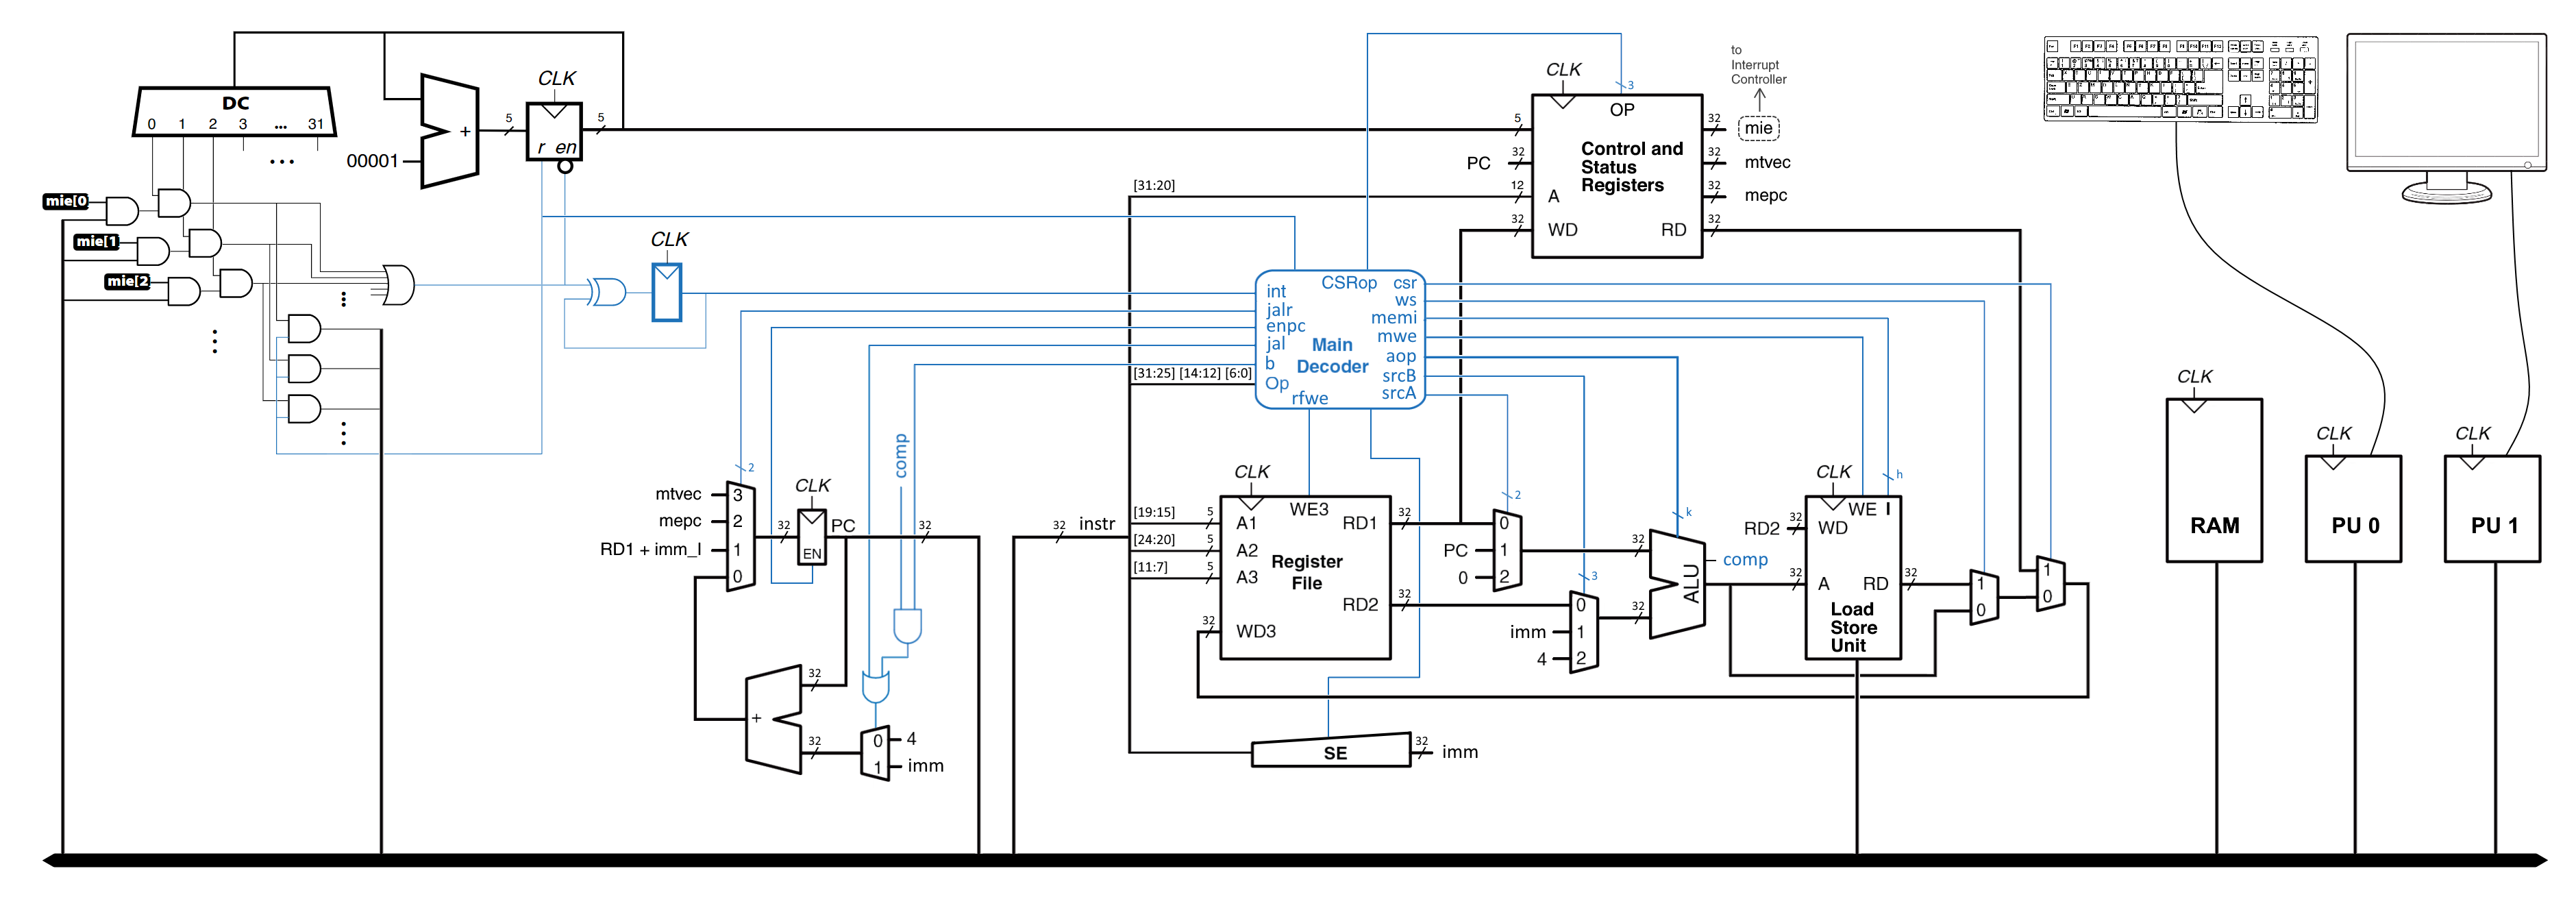 DC
0 1 2 3 ... 31
00001
+
CLK
5
5
r en
mie[0
mie[1
mie[2
CLK
CLK
3
OP
5
PC
32
[31:20]
12
A
32
WD
Control and
Status
Registers
32
mie
32
mtvec
32
mepc
RD
32
to
Interrupt
Controller
int
jalr
enpc
jal
b
Op
CSRop
csr
ws
memi
mwe
aop
srcB
srcA
rfwe
Main
Decoder
[31:25] [14:12] [6:0]
comp
2
mtvec
3
mepc
2
RD1 + imm_I
1
0
32
CLK
EN
PC
32
32
+
32
0
4
1
imm
32
instr
[19:15]
5
[24:20]
5
[11:7]
5
CLK
WE3
A1
A2
A3
32
WD3
Register
File
RD1
32
RD2
32
SE
32
imm
2
0
PC
1
0
2
3
0
imm
1
4
2
32
32
k
ALU
comp
32
CLK
WE I
h
RD2
32
WD
A
RD
32
Load
Store
Unit
1
0
1
0
CLK
RAM
CLK
PU 0
CLK
PU 1